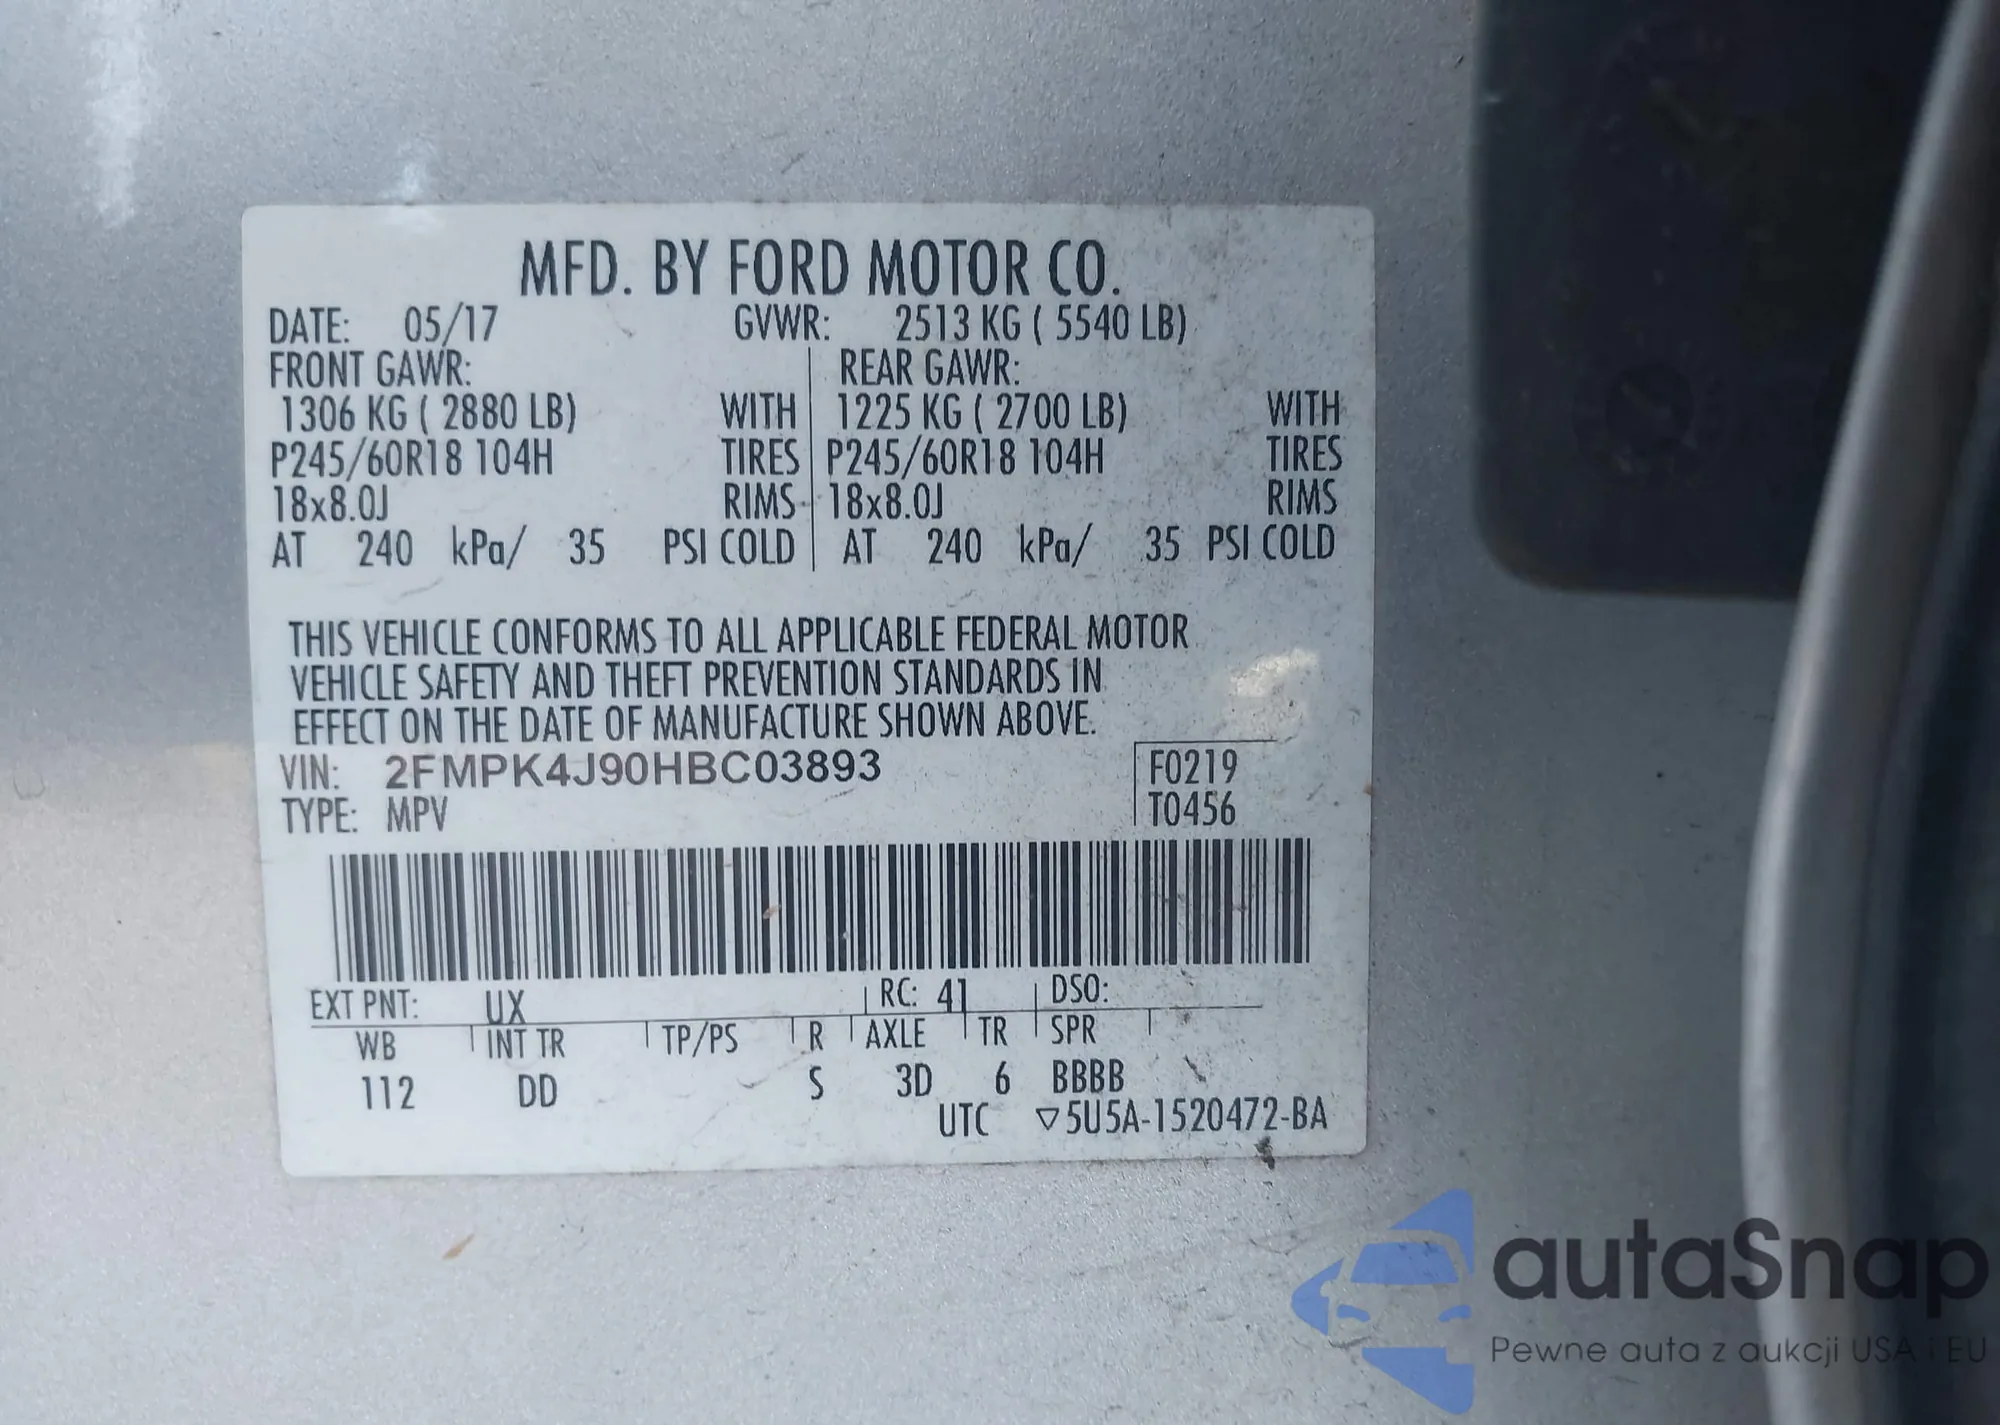 MFD. BY FORD MOTOR CO.
DATE: 05/17 GVWR: 2513 KG ( 5540 LB)
FRONT GAWR: REAR GAWR:
1306 KG ( 2880 LB) WITH 1225 KG ( 2700 LB) WITH
P245/60R18 104H TIRES P245/60R18 104H TIRES
18x8.0J RIMS 18x8.0J RIMS
AT 240 kPa/ 35 PSI COLD AT 240 kPa/ 35 PSI COLD
THIS VEHICLE CONFORMS TO ALL APPLICABLE FEDERAL MOTOR
VEHICLE SAFETY AND THEFT PREVENTION STANDARDS IN
EFFECT ON THE DATE OF MANUFACTURE SHOWN ABOVE.
VIN: 2FMPK4J90HBC03893 F0219
TYPE: MPV T0456
EXT PNT: UX RC: 41 DSO:
WB INT TR TP/PS R AXLE TR SPR
112 DD S 3D 6 BBBB
UTC ▽5U5A-1520472-BA
autaSnap
Pewne auta z aukcji USA i EU